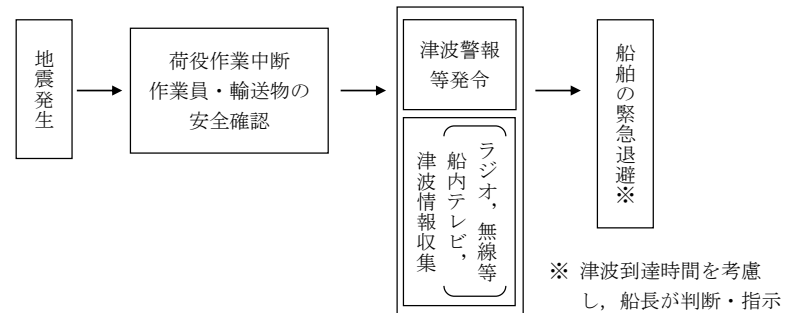 地震発生
荷役作業中断
作業員・輸送物の
安全確認
津波警報
等発令
津波情報収集
船内テレビ,
ラジオ, 無線等
船舶の緊急退避※
※ 津波到達時間を考慮
し, 船長が判断・指示